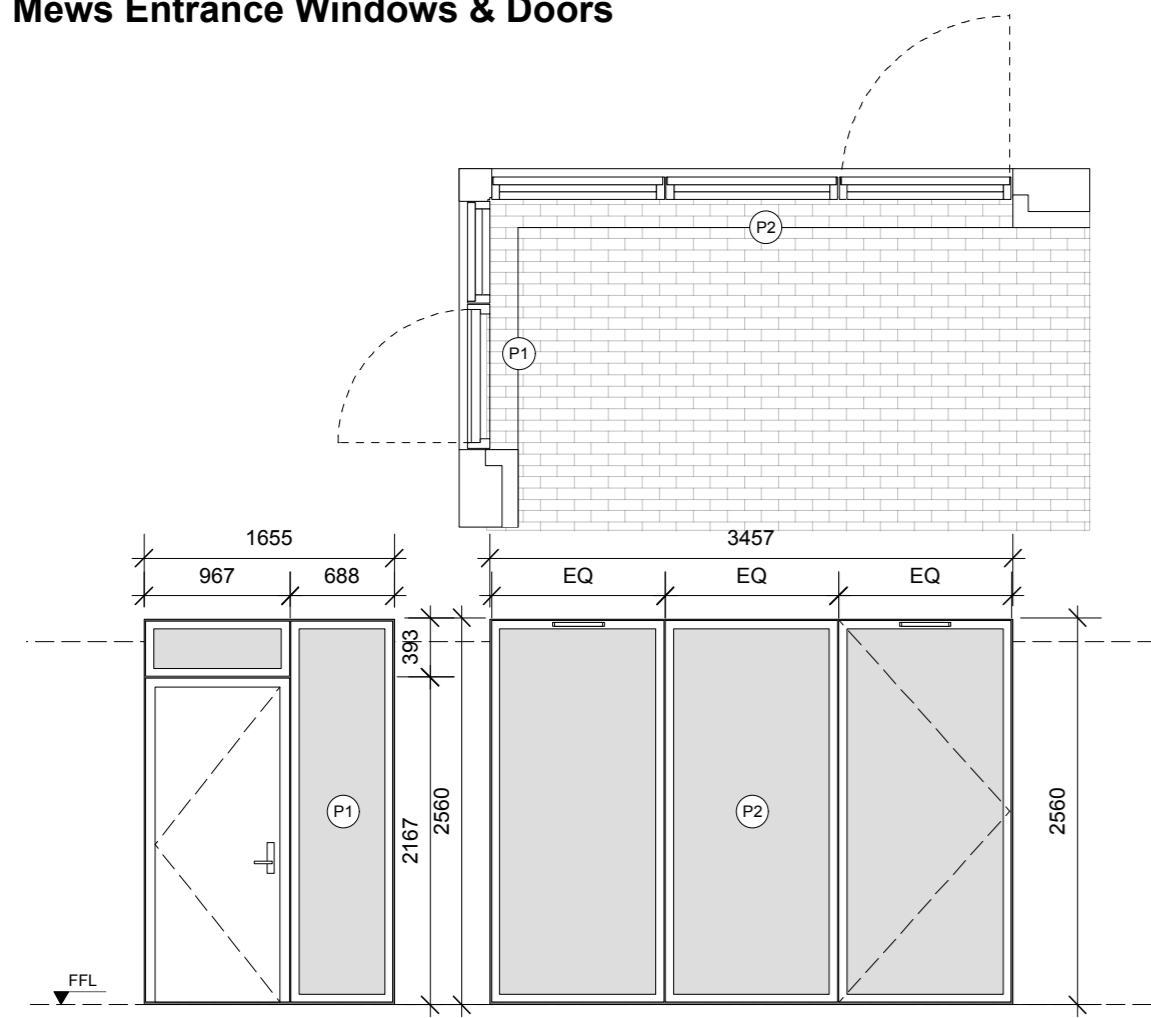 Mews Entrance Windows & Doors
P2
P1
1655
3457
967
688
EQ
EQ
EQ
393
P1
P2
2560
2167
2560
FFL